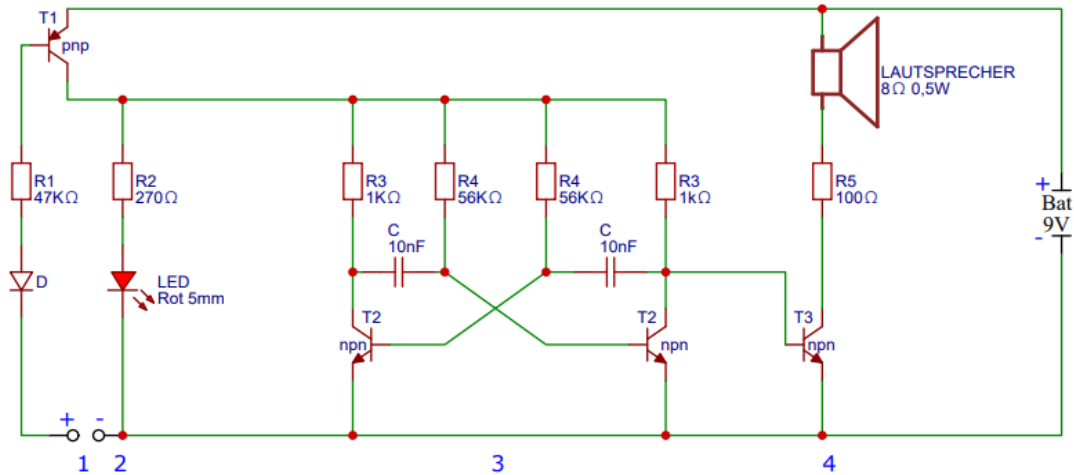 T1
pnp
LAUTSPRECHER
8Ω 0,5W
R1
47KΩ
R2
270Ω
R3
1KΩ
R4
56KΩ
R4
56KΩ
R3
1kΩ
R5
100Ω
+
Bat
9V
-
C
10nF
C
10nF
D
LED
Rot 5mm
T2
npn
T2
npn
T3
npn
+ -
1 2 3 4